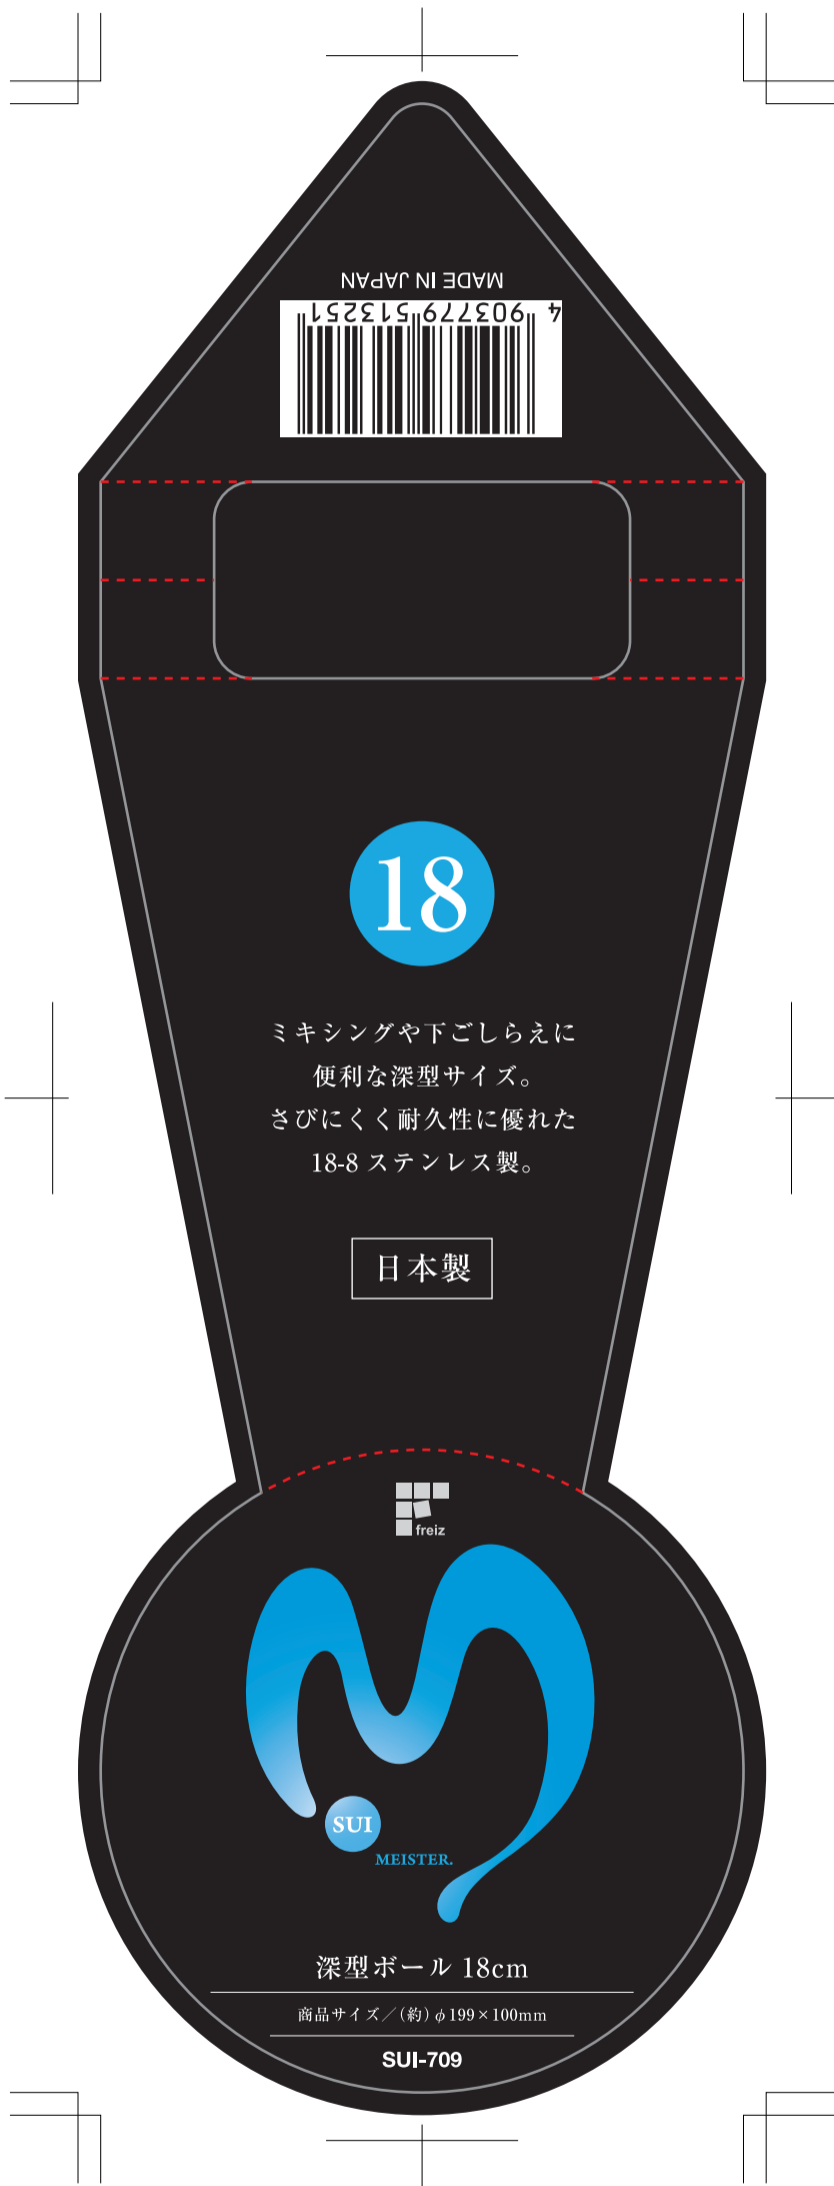 MADE IN JAPAN
4 903779 513251
18
ミキシングや下ごしらえに
便利な深型サイズ。
さびにくく耐久性に優れた
18-8 ステンレス製。
日本製
freiz
SUI
MEISTER.
深型ボール 18cm
商品サイズ／(約) φ199×100mm
SUI-709